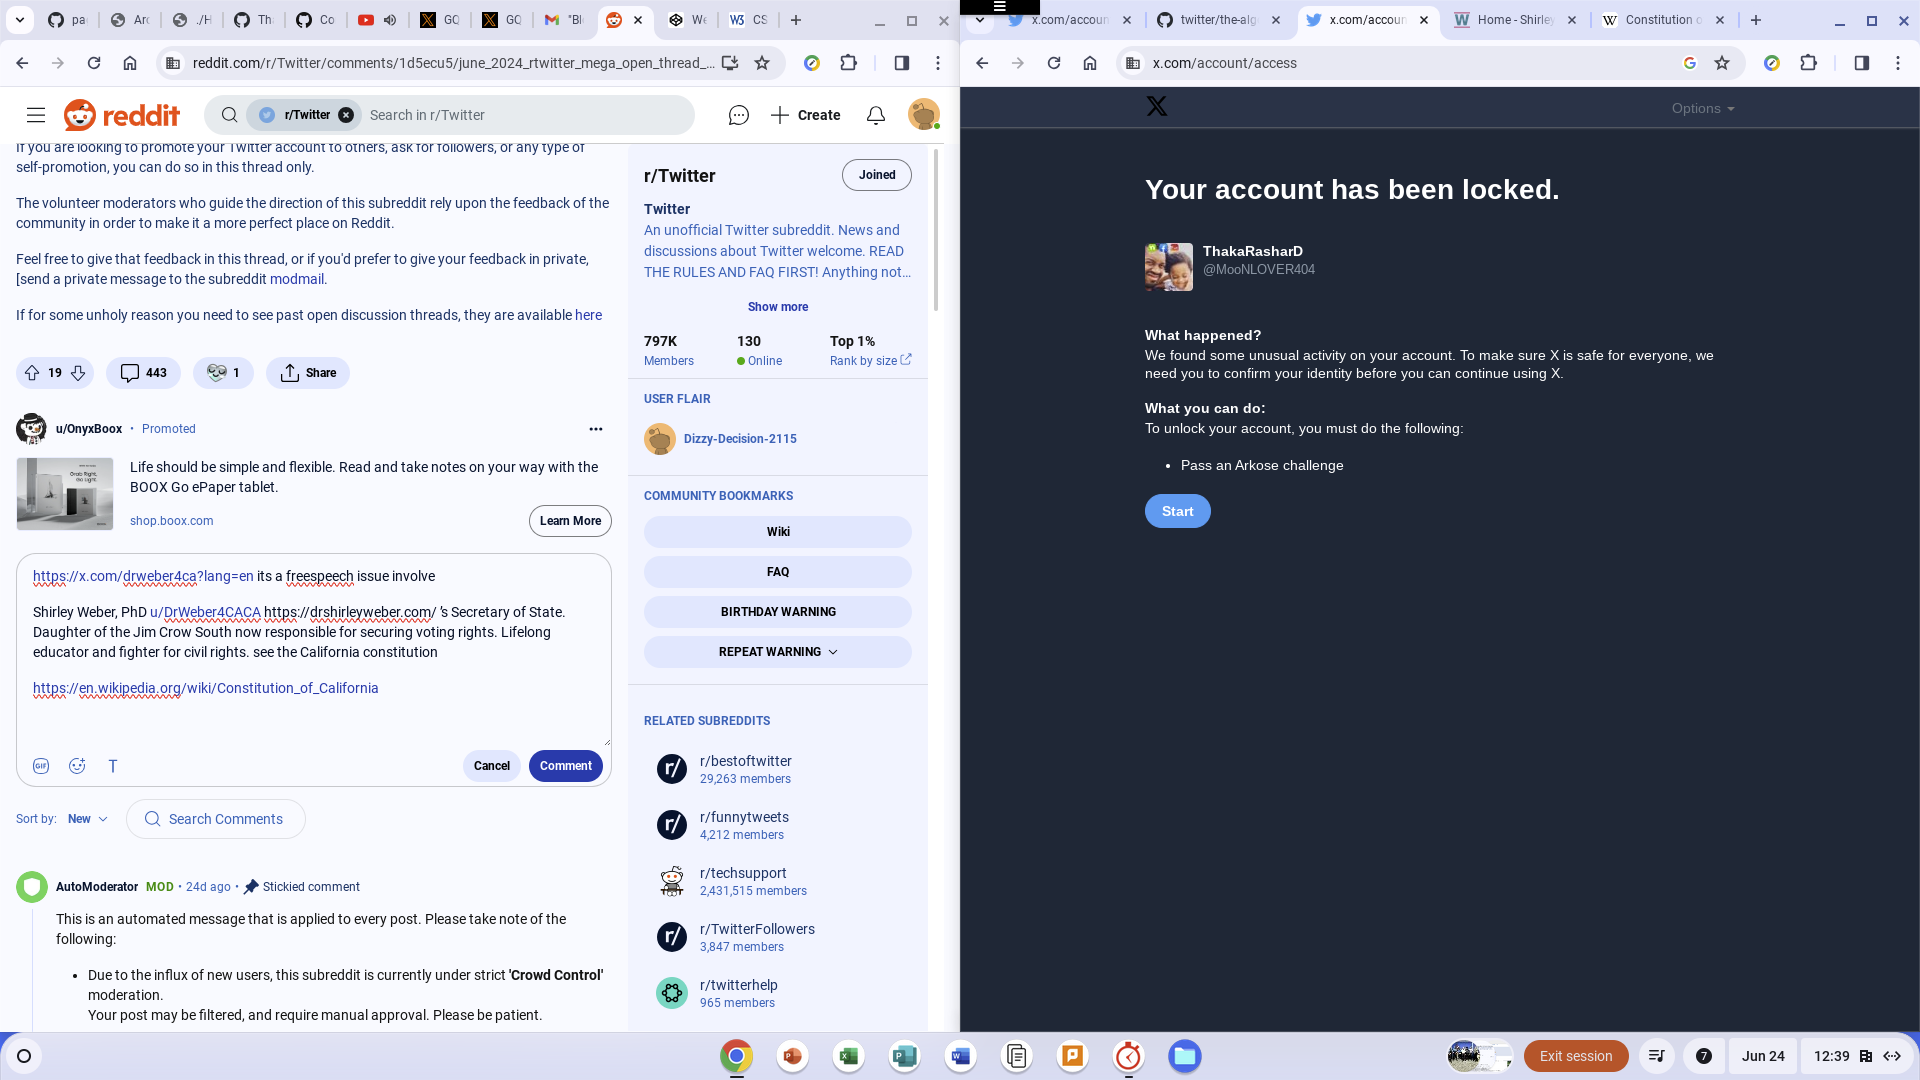 pa
Arc
./H
Th
Co
GQ
GQ
"Bl
We
CS
reddit.com/r/Twitter/comments/1d5ecu5/june_2024_rtwitter_mega_open_thread_...
reddit
r/Twitter
Search in r/Twitter
Create
If you are looking to promote your Twitter account to others, ask for followers, or any type of
self-promotion, you can do so in this thread only.
The volunteer moderators who guide the direction of this subreddit rely upon the feedback of the
community in order to make it a more perfect place on Reddit.
Feel free to give that feedback in this thread, or if you'd prefer to give your feedback in private,
[send a private message to the subreddit modmail.
If for some unholy reason you need to see past open discussion threads, they are available here
19
443
1
Share
u/OnyxBoox • Promoted
Life should be simple and flexible. Read and take notes on your way with the
BOOX Go ePaper tablet.
shop.boox.com
Learn More
https://x.com/drweber4ca?lang=en its a freespeech issue involve
Shirley Weber, PhD u/DrWeber4CACA https://drshirleyweber.com/ 's Secretary of State.
Daughter of the Jim Crow South now responsible for securing voting rights. Lifelong
educator and fighter for civil rights. see the California constitution
https://en.wikipedia.org/wiki/Constitution_of_California
GIF
T
Cancel
Comment
Sort by: New
Search Comments
AutoModerator MOD • 24d ago • Stickied comment
This is an automated message that is applied to every post. Please take note of the
following:
• Due to the influx of new users, this subreddit is currently under strict 'Crowd Control'
moderation.
Your post may be filtered, and require manual approval. Please be patient.
r/Twitter
Joined
Twitter
An unofficial Twitter subreddit. News and
discussions about Twitter welcome. READ
THE RULES AND FAQ FIRST! Anything not...
Show more
797K
Members
130
Online
Top 1%
Rank by size
USER FLAIR
Dizzy-Decision-2115
COMMUNITY BOOKMARKS
Wiki
FAQ
BIRTHDAY WARNING
REPEAT WARNING
RELATED SUBREDDITS
r/bestoftwitter
29,263 members
r/funnytweets
4,212 members
r/techsupport
2,431,515 members
r/TwitterFollowers
3,847 members
r/twitterhelp
965 members
x.com/accoun
twitter/the-alg
x.com/accoun
Home - Shirley
Constitution o
x.com/account/access
Options
Your account has been locked.
ThakaRasharD
@MooNLOVER404
What happened?
We found some unusual activity on your account. To make sure X is safe for everyone, we
need you to confirm your identity before you can continue using X.
What you can do:
To unlock your account, you must do the following:
• Pass an Arkose challenge
Start
Exit session
7
Jun 24
12:39